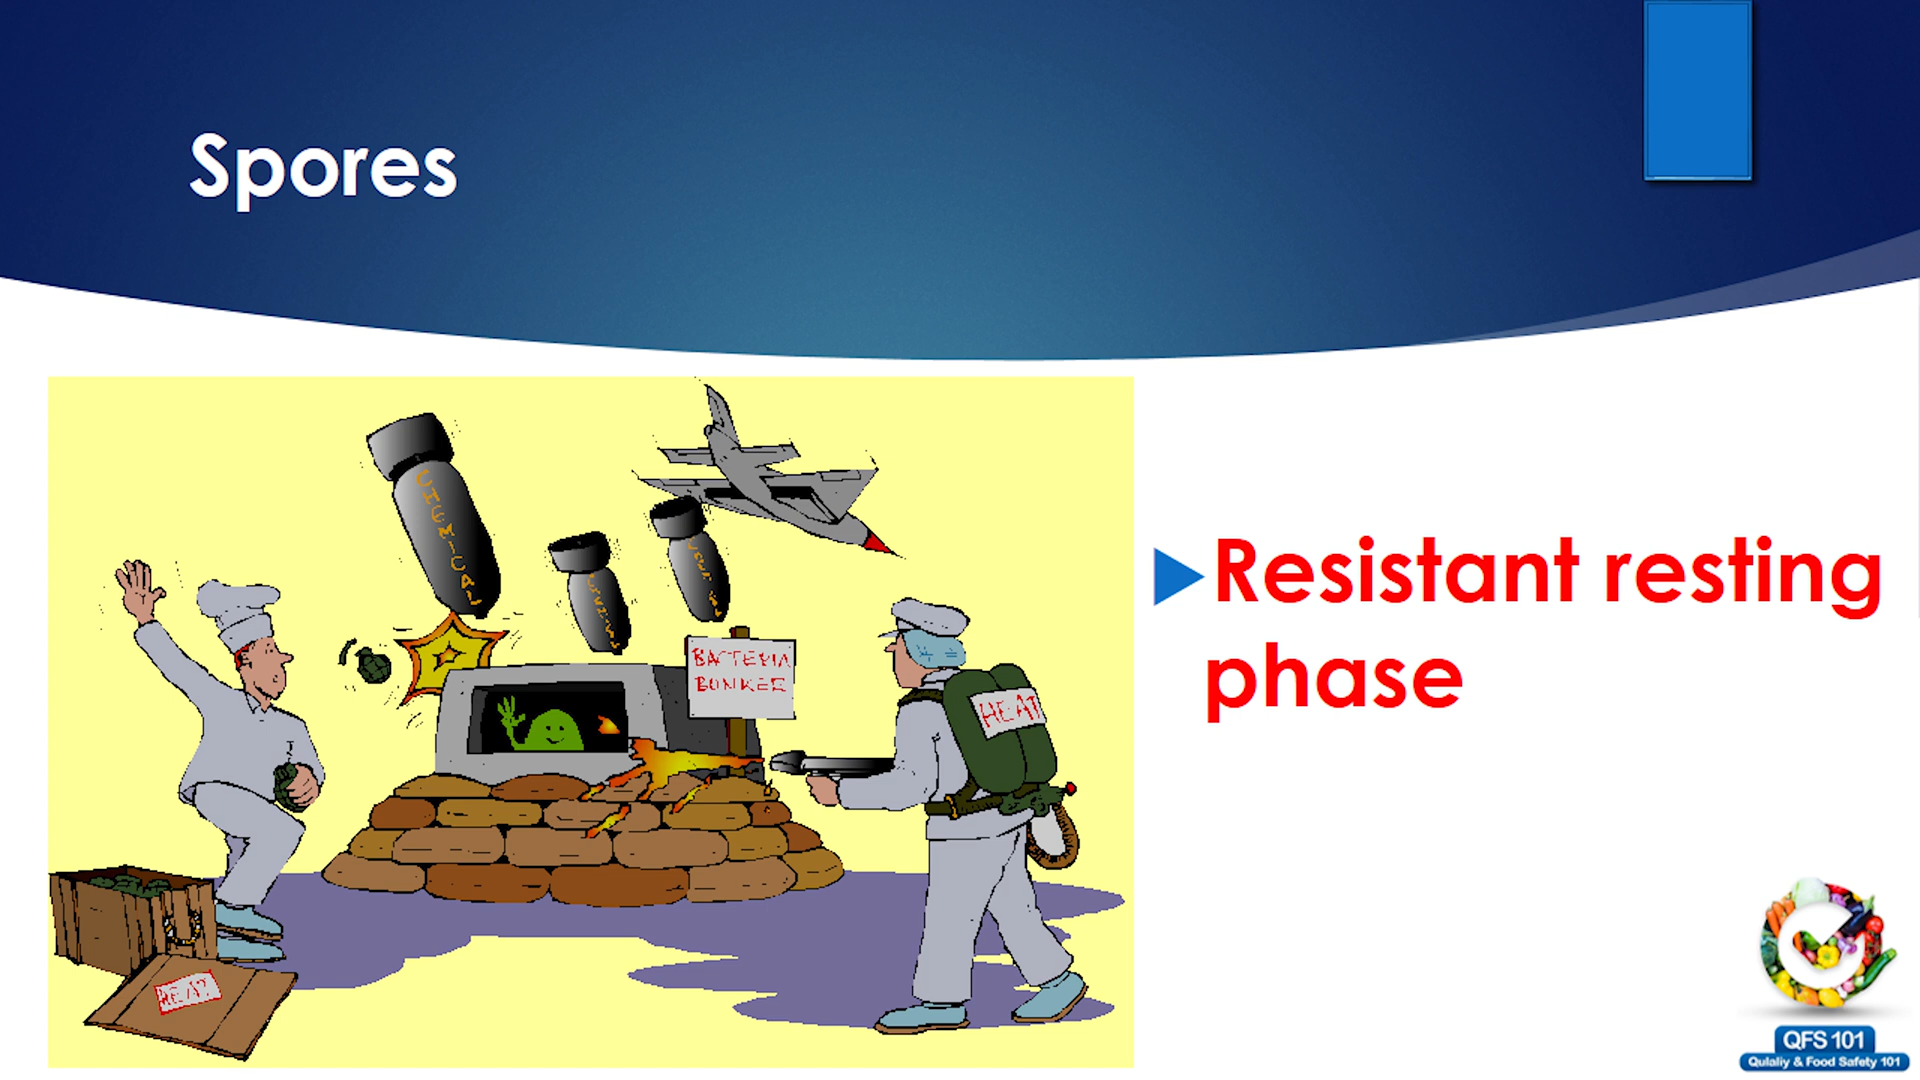 Spores
CHEMICAL
BACTERIA
BUNKER
HEAT
HEAT
Resistant resting
phase
QFS 101
Qulaliy & Food Safety 101